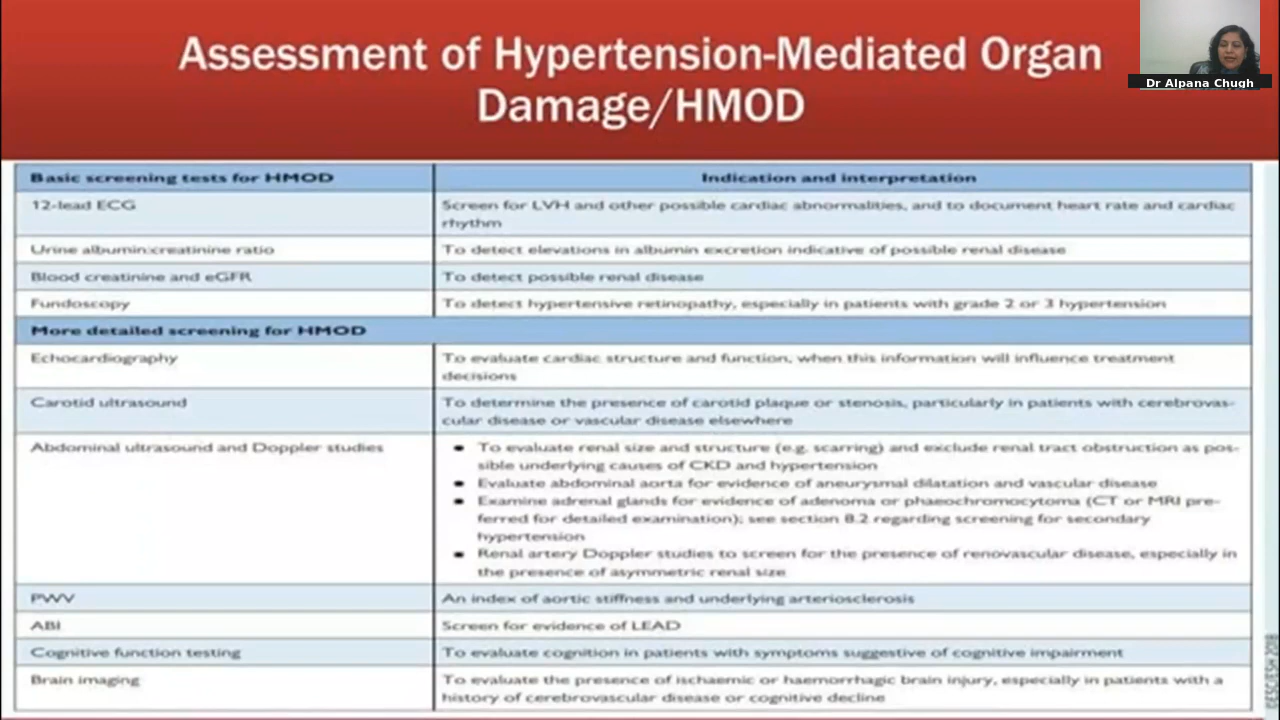 Assessment of Hypertension-Mediated Organ
Damage/HMOD
Dr Alpana Chugh
Basic screening tests for HMOD
Indication and interpretation
12-lead ECG
Screen for LVH and other possible cardiac abnormalities, and to document heart rate and cardiac
rhythm
Urine albumin:creatinine ratio
To detect elevations in albumin excretion indicative of possible renal disease
Blood creatinine and eGFR
To detect possible renal disease
Fundoscopy
To detect hypertensive retinopathy, especially in patients with grade 2 or 3 hypertension
More detailed screening for HMOD
Echocardiography
To evaluate cardiac structure and function, when this information will influence treatment
decisions
Carotid ultrasound
To determine the presence of carotid plaque or stenosis, particularly in patients with cerebrovas-
cular disease or vascular disease elsewhere
Abdominal ultrasound and Doppler studies
• To evaluate renal size and structure (e.g. scarring) and exclude renal tract obstruction as pos-
sible underlying causes of CKD and hypertension
• Evaluate abdominal aorta for evidence of aneurysmal dilatation and vascular disease
• Examine adrenal glands for evidence of adenoma or phaeochromocytoma (CT or MRI pre-
ferred for detailed examination); see section 8.2 regarding screening for secondary
hypertension
• Renal artery Doppler studies to screen for the presence of renovascular disease, especially in
the presence of asymmetric renal size
PWV
An index of aortic stiffness and underlying arteriosclerosis
ABI
Screen for evidence of LEAD
Cognitive function testing
To evaluate cognition in patients with symptoms suggestive of cognitive impairment
Brain imaging
To evaluate the presence of ischaemic or haemorrhagic brain injury, especially in patients with a
history of cerebrovascular disease or cognitive decline
©ESC/ESH 2018